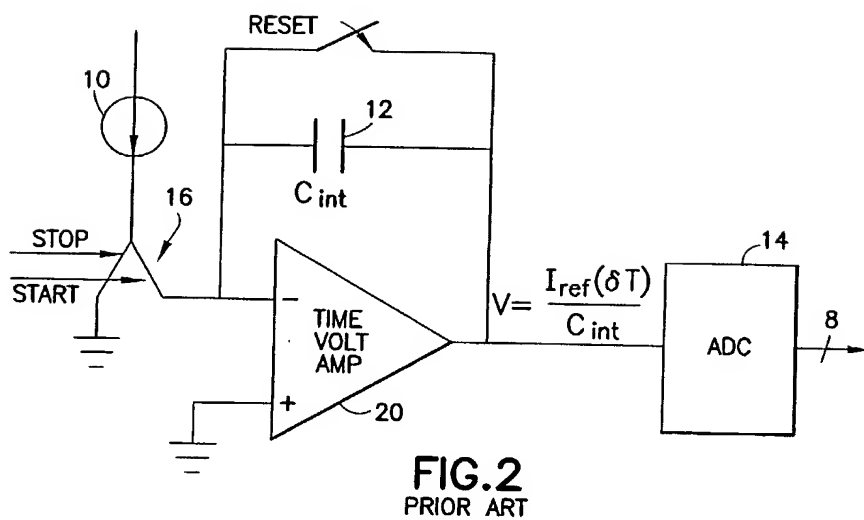 RESET
10
12
C int
16
STOP
START
−
TIME
VOLT
AMP
+
20
V= I ref (δT)
C int
14
ADC
8
FIG.2
PRIOR ART